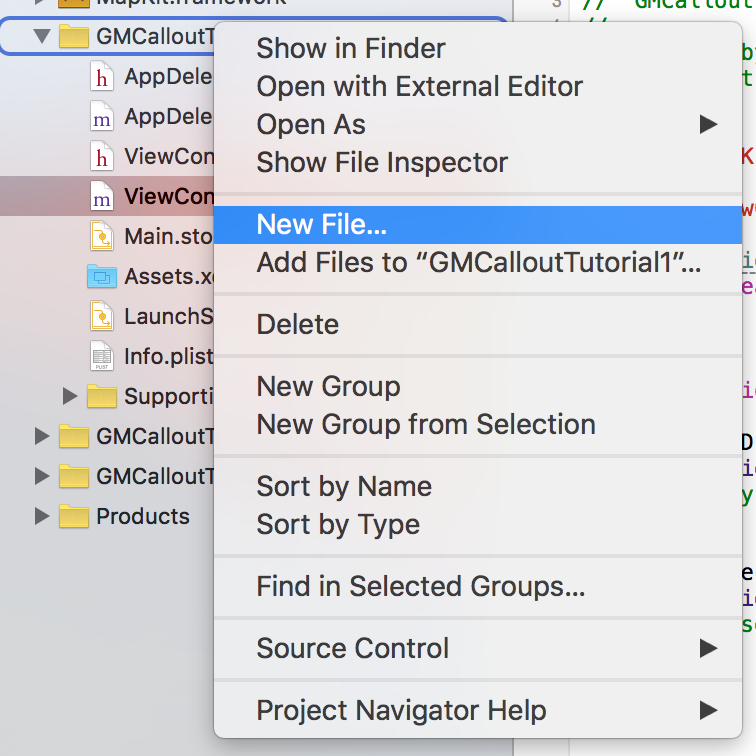 MapKit.framework
GMCalloutT
AppDele
AppDele
h
m
ViewCon
h
ViewCon
m
Main.sto
Assets.x
LaunchS
Info.plist
PLIST
Supporti
GMCalloutT
GMCalloutT
Products
Show in Finder
Open with External Editor
Open As
Show File Inspector
New File...
Add Files to “GMCalloutTutorial1”...
Delete
New Group
New Group from Selection
Sort by Name
Sort by Type
Find in Selected Groups...
Source Control
Project Navigator Help
3 // GMCallout